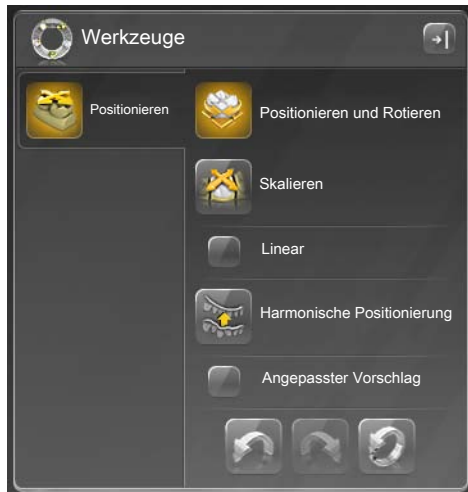 Werkzeuge
Positionieren
Positionieren und Rotieren
Skalieren
Linear
Harmonische Positionierung
Angepasster Vorschlag